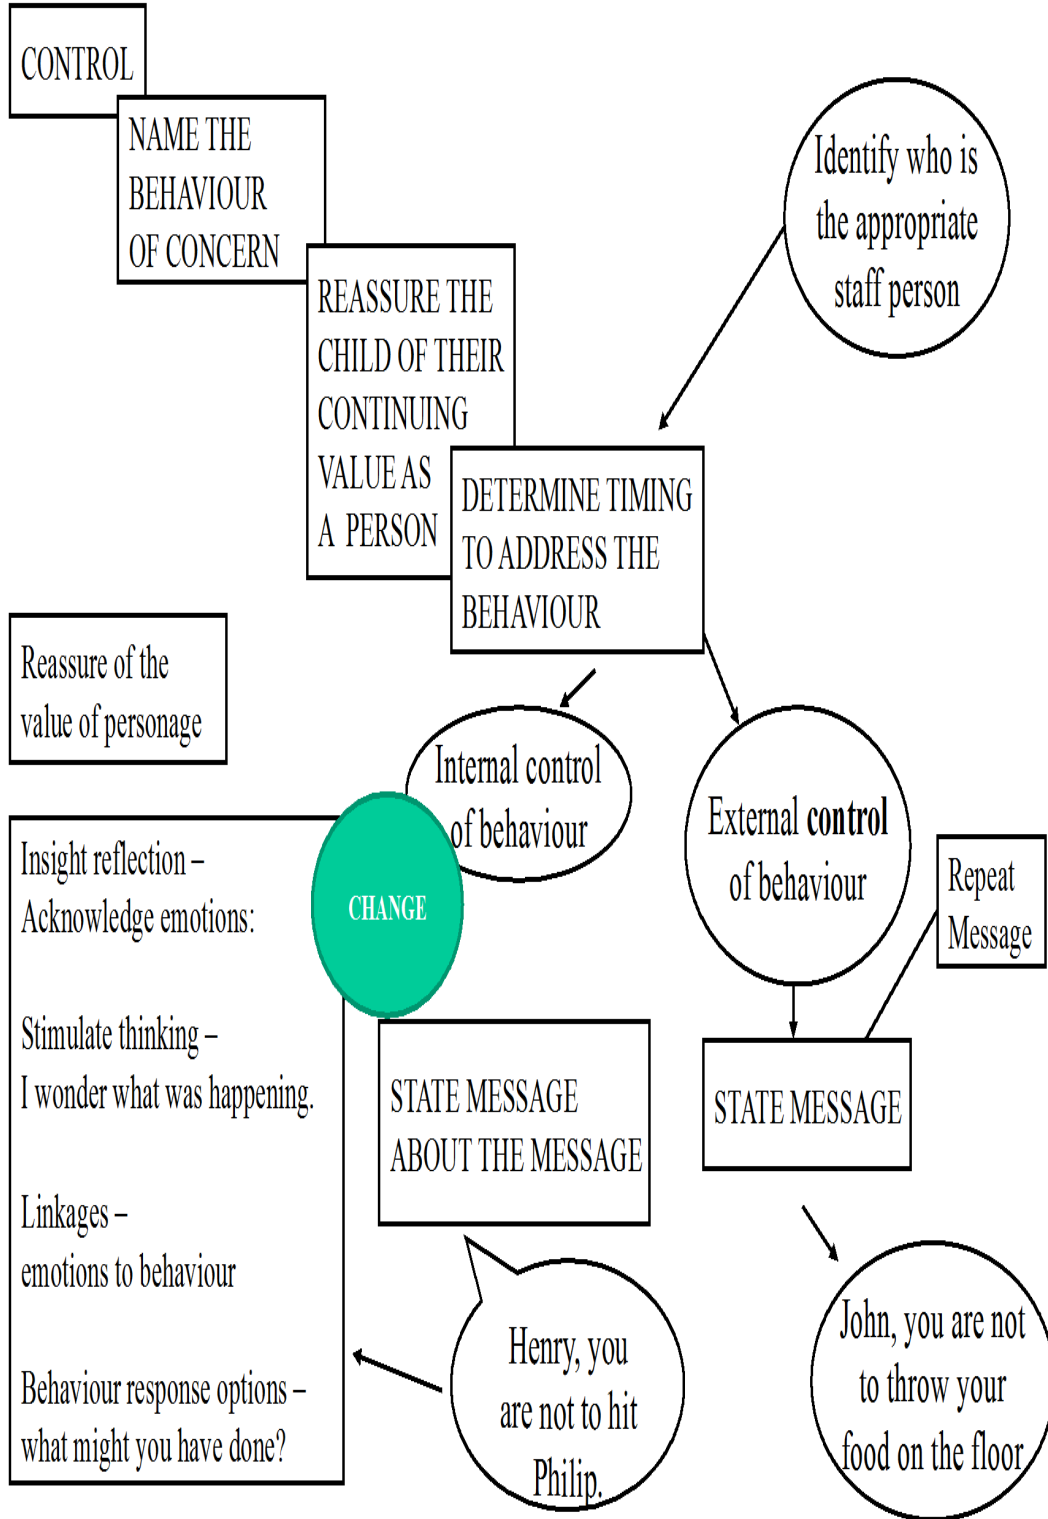 CONTROL
NAME THE
BEHAVIOUR
OF CONCERN
Identify who is
the appropriate
staff person
REASSURE THE
CHILD OF THEIR
CONTINUING
VALUE AS
A PERSON
DETERMINE TIMING
TO ADDRESS THE
BEHAVIOUR
Reassure of the
value of personage
Internal control
of behaviour
External control
of behaviour
Repeat
Message
CHANGE
Insight reflection –
Acknowledge emotions:
Stimulate thinking –
I wonder what was happening.
Linkages –
emotions to behaviour
Behaviour response options –
what might you have done?
STATE MESSAGE
ABOUT THE MESSAGE
STATE MESSAGE
Henry, you
are not to hit
Philip.
John, you are not
to throw your
food on the floor